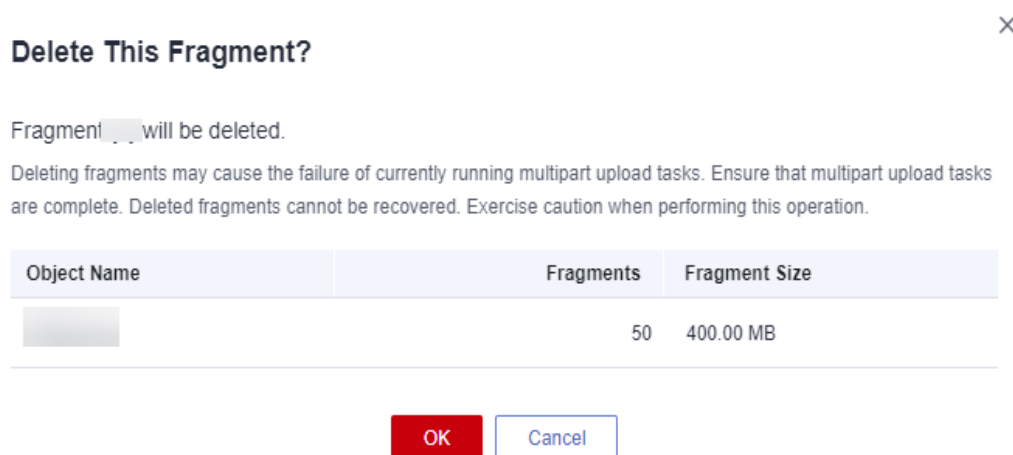 Delete This Fragment?
Fragment will be deleted.
Deleting fragments may cause the failure of currently running multipart upload tasks. Ensure that multipart upload tasks
are complete. Deleted fragments cannot be recovered. Exercise caution when performing this operation.
Object Name Fragments Fragment Size
50 400.00 MB
OK Cancel